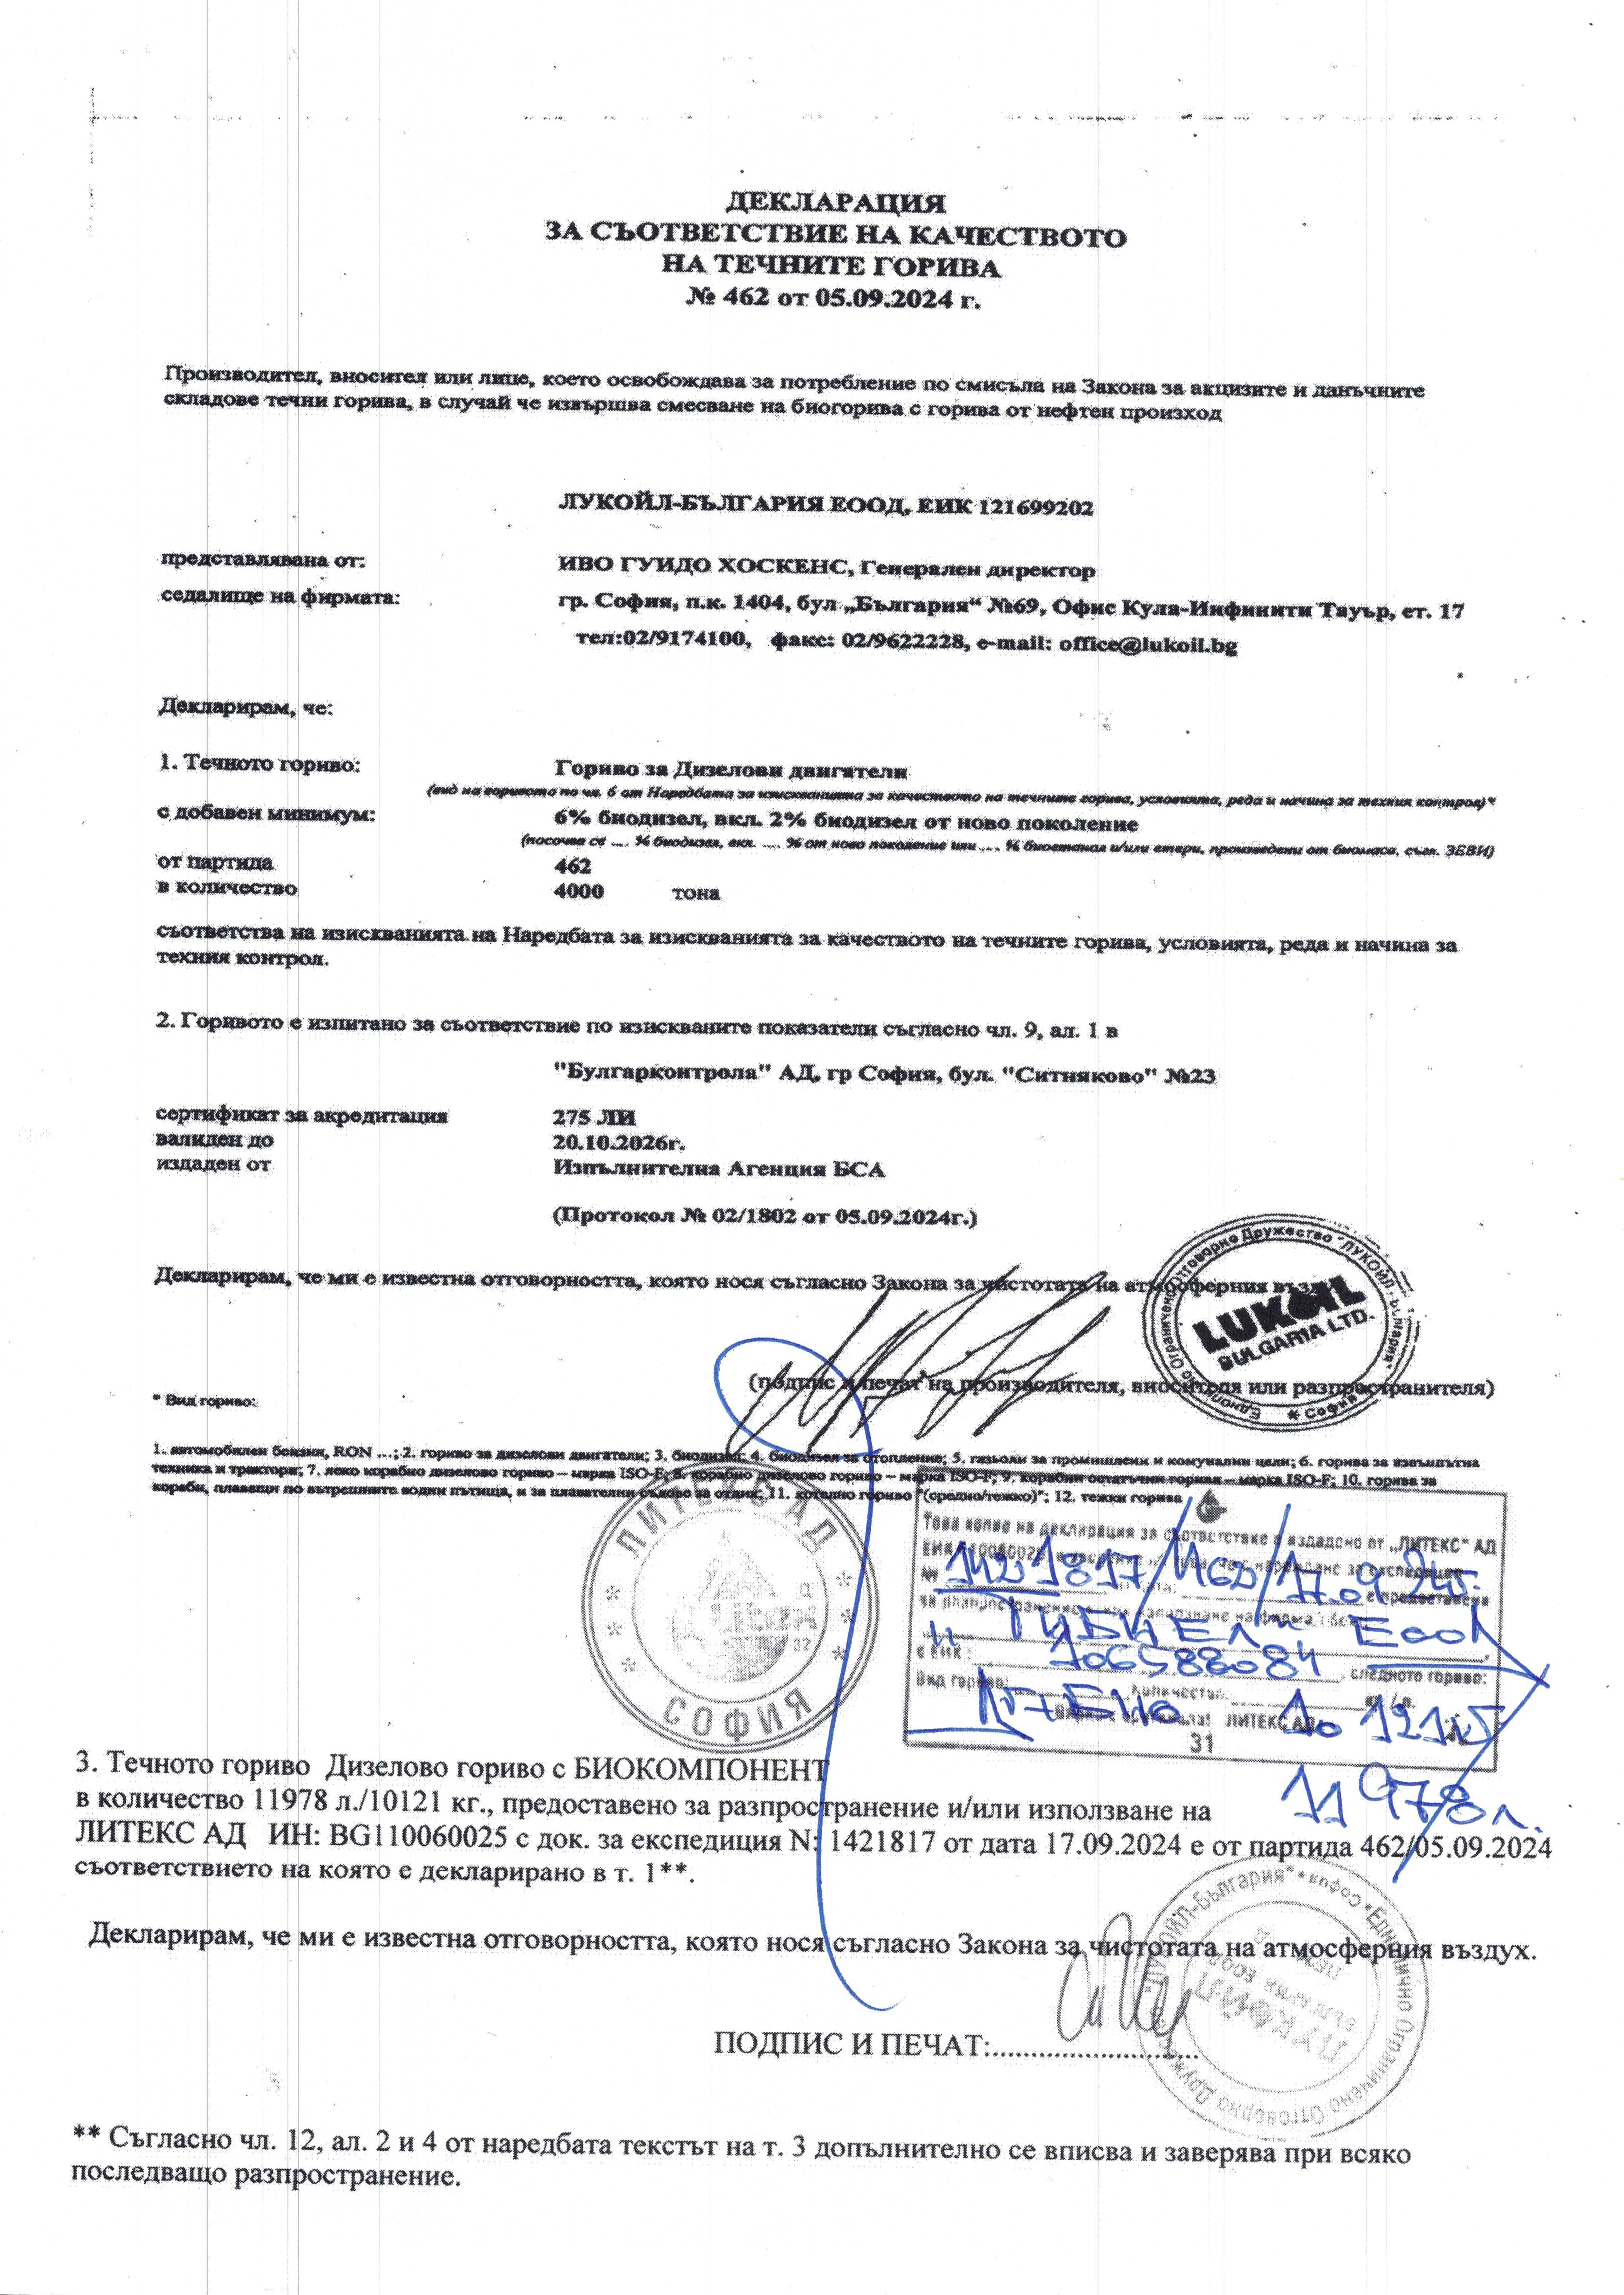 ДЕКЛАРАЦИЯ
ЗА СЪОТВЕТСТВИЕ НА КАЧЕСТВОТО
НА ТЕЧНИТЕ ГОРИВА
№ 462 от 05.09.2024 г.
Производител, вносител или лице, което освобождава за потребление по смисъла на Закона за акцизите и данъчните
складове течни горива, в случай че извършва смесване на биогорива с горива от нефтен произход
ЛУКОЙЛ-БЪЛГАРИЯ ЕООД, ЕИК 121699202
представлявана от: ИВО ГУИДО ХОСКЕНС, Генерален директор
седалище на фирмата: гр. София, п.к. 1404, бул „България“ №69, Офис Кула-Инфинити Тауър, ет. 17
тел:02/9174100, факс: 02/9622228, e-mail: office@lukoil.bg
Декларирам, че:
1. Течното гориво: Гориво за Дизелови двигатели
(вид на горивото по чл. 6 от Наредбата за изискванията за качеството на течните горива, условията, реда и начина за техния контрол)*
с добавен минимум: 6% биодизел, вкл. 2% биодизел от ново поколение
(посочва се .... % биодизел, вкл. .... % от ново поколение или .... % биоетанол и/или етери, произведени от биомаса, съгл. ЗЕВИ)
от партида 462
в количество 4000 тона
съответства на изискванията на Наредбата за изискванията за качеството на течните горива, условията, реда и начина за
техния контрол.
2. Горивото е изпитано за съответствие по изискваните показатели съгласно чл. 9, ал. 1 в
"Булгарконтрола" АД, гр София, бул. "Ситняково" №23
сертификат за акредитация 275 ЛИ
валиден до 20.10.2026г.
издаден от Изпълнителна Агенция БСА
(Протокол № 02/1802 от 05.09.2024г.)
Декларирам, че ми е известна отговорността, която нося съгласно Закона за чистотата на атмосферния въздух
Еднолично Ограничено Отговорно Дружество "ЛУКОЙЛ-България"
София
LUKOIL
BULGARIA LTD.
(подпис и печат на производителя, вносителя или разпространителя)
* Вид гориво:
1. автомобилен бензин, RON ...; 2. гориво за дизелови двигатели; 3. биодизел; 4. биодизел за отопление; 5. газьоли за промишлени и комунални цели; 6. горива за извънпътна
техника и трактори; 7. леко корабно дизелово гориво – марка ISO-F; 8. корабно дизелово гориво – марка ISO-F; 9. корабни остатъчни горива – марка ISO-F; 10. горива за
кораби, плаващи по вътрешните водни пътища, и за плавателни съдове за отдих; 11. котелно гориво "(средно/тежко)"; 12. тежки горива
ЛИТЕКС АД
СОФИЯ
32
Това копие на декларация за съответствие е издадено от „ЛИТЕКС" АД
ЕИК
№ 1421817/1162/17.09.24г.
"ТИБИЕЛ" ЕООД
с ЕИК: 106588084, следното гориво:
Вид гориво: Количество:
ЛИТЕКС АД
31
11978л.
3. Течното гориво Дизелово гориво с БИОКОМПОНЕНТ
в количество 11978 л./10121 кг., предоставено за разпространение и/или използване на
ЛИТЕКС АД ИН: BG110060025 с док. за експедиция N: 1421817 от дата 17.09.2024 е от партида 462/05.09.2024
съответствието на която е декларирано в т. 1**.
Декларирам, че ми е известна отговорността, която нося съгласно Закона за чистотата на атмосферния въздух.
ПОДПИС И ПЕЧАТ:...........................
Еднолично Ограничено Отговорно Дружество "ЛУКОЙЛ-България" София
ЛУКОЙЛ
БЪЛГАРИЯ ЕООД
** Съгласно чл. 12, ал. 2 и 4 от наредбата текстът на т. 3 допълнително се вписва и заверява при всяко
последващо разпространение.